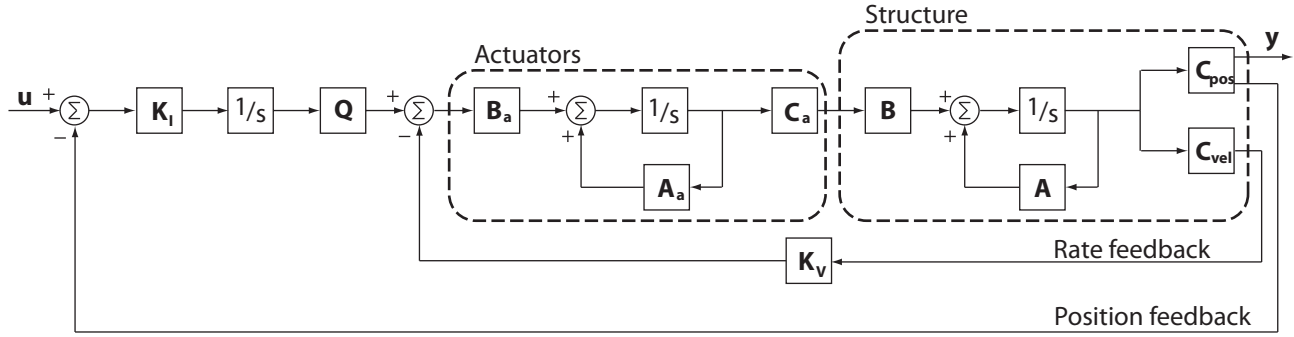 Structure
Actuators
y
u + Σ K_I 1/s Q + Σ B_a + Σ 1/s C_a B + Σ 1/s C_pos
− − + +
C_vel
A_a A
Rate feedback
K_V
Position feedback